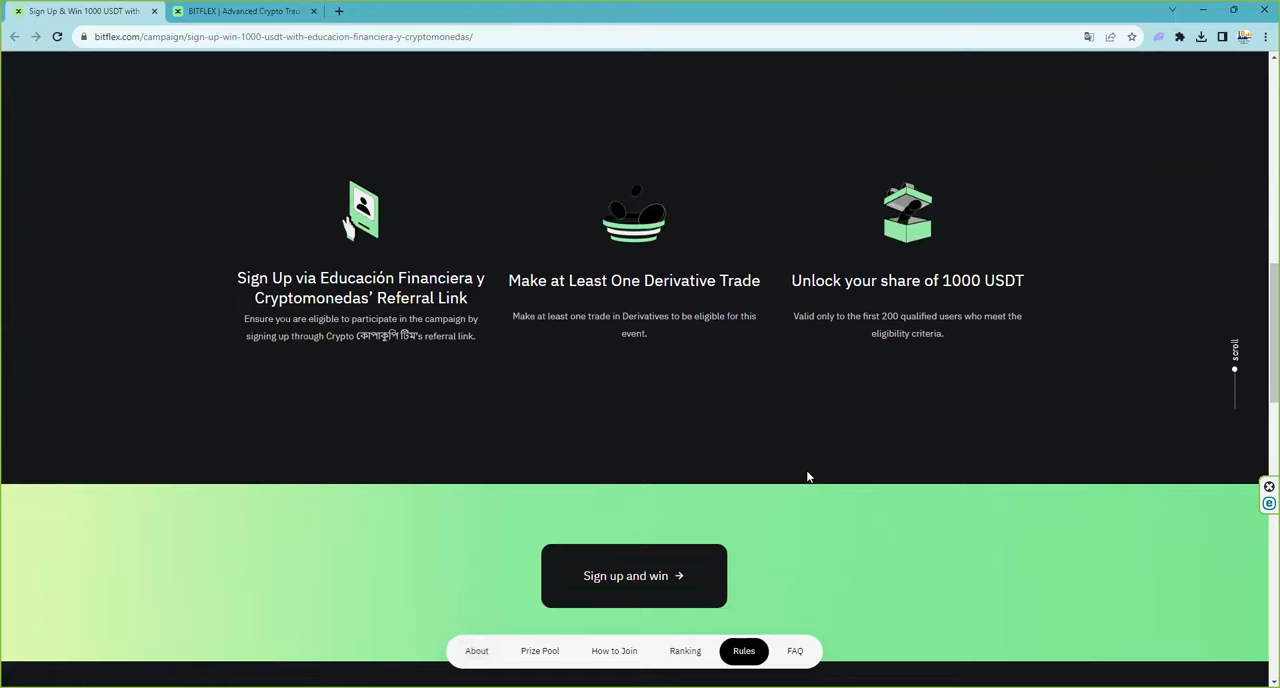 Sign Up & Win 1000 USDT with
BITFLEX | Advanced Crypto Trad
bitflex.com/campaign/sign-up-win-1000-usdt-with-educacion-financiera-y-cryptomonedas/
Sign Up via Educación Financiera y
Cryptomonedas’ Referral Link
Ensure you are eligible to participate in the campaign by
signing up through Crypto কোপাকুপি টিম's referral link.
Make at Least One Derivative Trade
Make at least one trade in Derivatives to be eligible for this
event.
Unlock your share of 1000 USDT
Valid only to the first 200 qualified users who meet the
eligibility criteria.
scroll
Sign up and win →
About
Prize Pool
How to Join
Ranking
Rules
FAQ